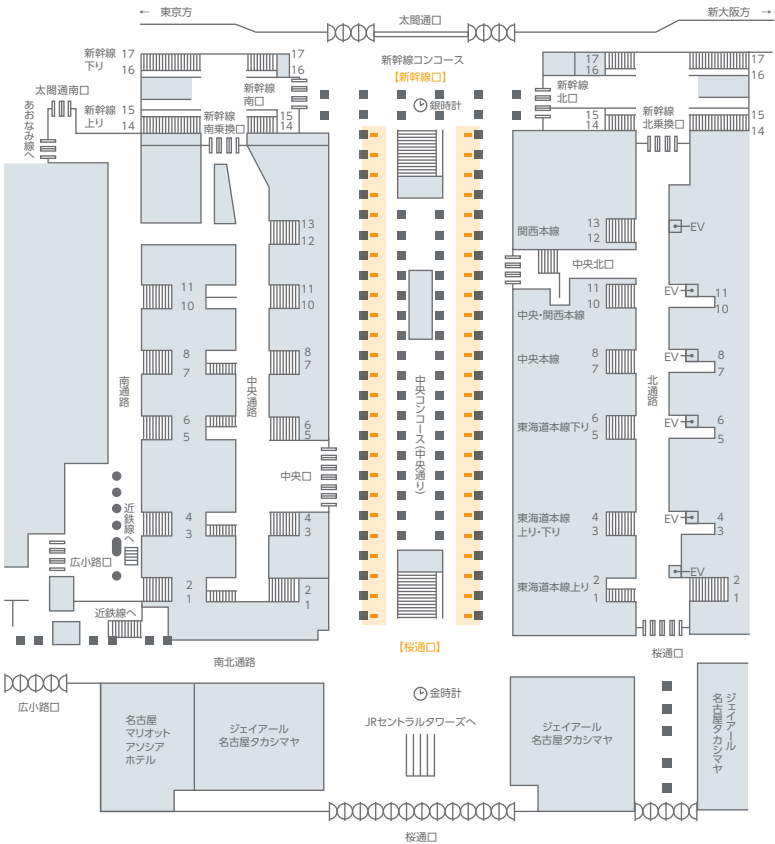 ← 東京方
太閤通口
新大阪方 →
新幹線
下り
17
16
17
16
新幹線コンコース
【新幹線口】
銀時計
新幹線
南口
太閤通南口
あおなみ線へ
新幹線
上り
15
14
新幹線
南乗換口
15
14
17
16
新幹線
北口
15
14
新幹線
北乗換口
17
16
15
14
13
12
関西本線
13
12
EV
中央北口
11
10
11
10
11
10
中央・関西本線
EV
11
10
8
7
8
7
中央本線
8
7
EV
8
7
南通路
中央通路
中央コンコース(中央通り)
北通路
6
5
6
5
東海道本線下り
6
5
EV
6
5
中央口
近鉄線へ
4
3
4
3
東海道本線
上り・下り
4
3
EV
4
3
広小路口
2
1
2
1
東海道本線上り
2
1
EV
2
1
近鉄線へ
【桜通口】
桜通口
南北通路
広小路口
金時計
JRセントラルタワーズへ
名古屋
マリオット
アソシア
ホテル
ジェイアール
名古屋タカシマヤ
ジェイアール
名古屋タカシマヤ
ジェイアール
名古屋タカシマヤ
桜通口